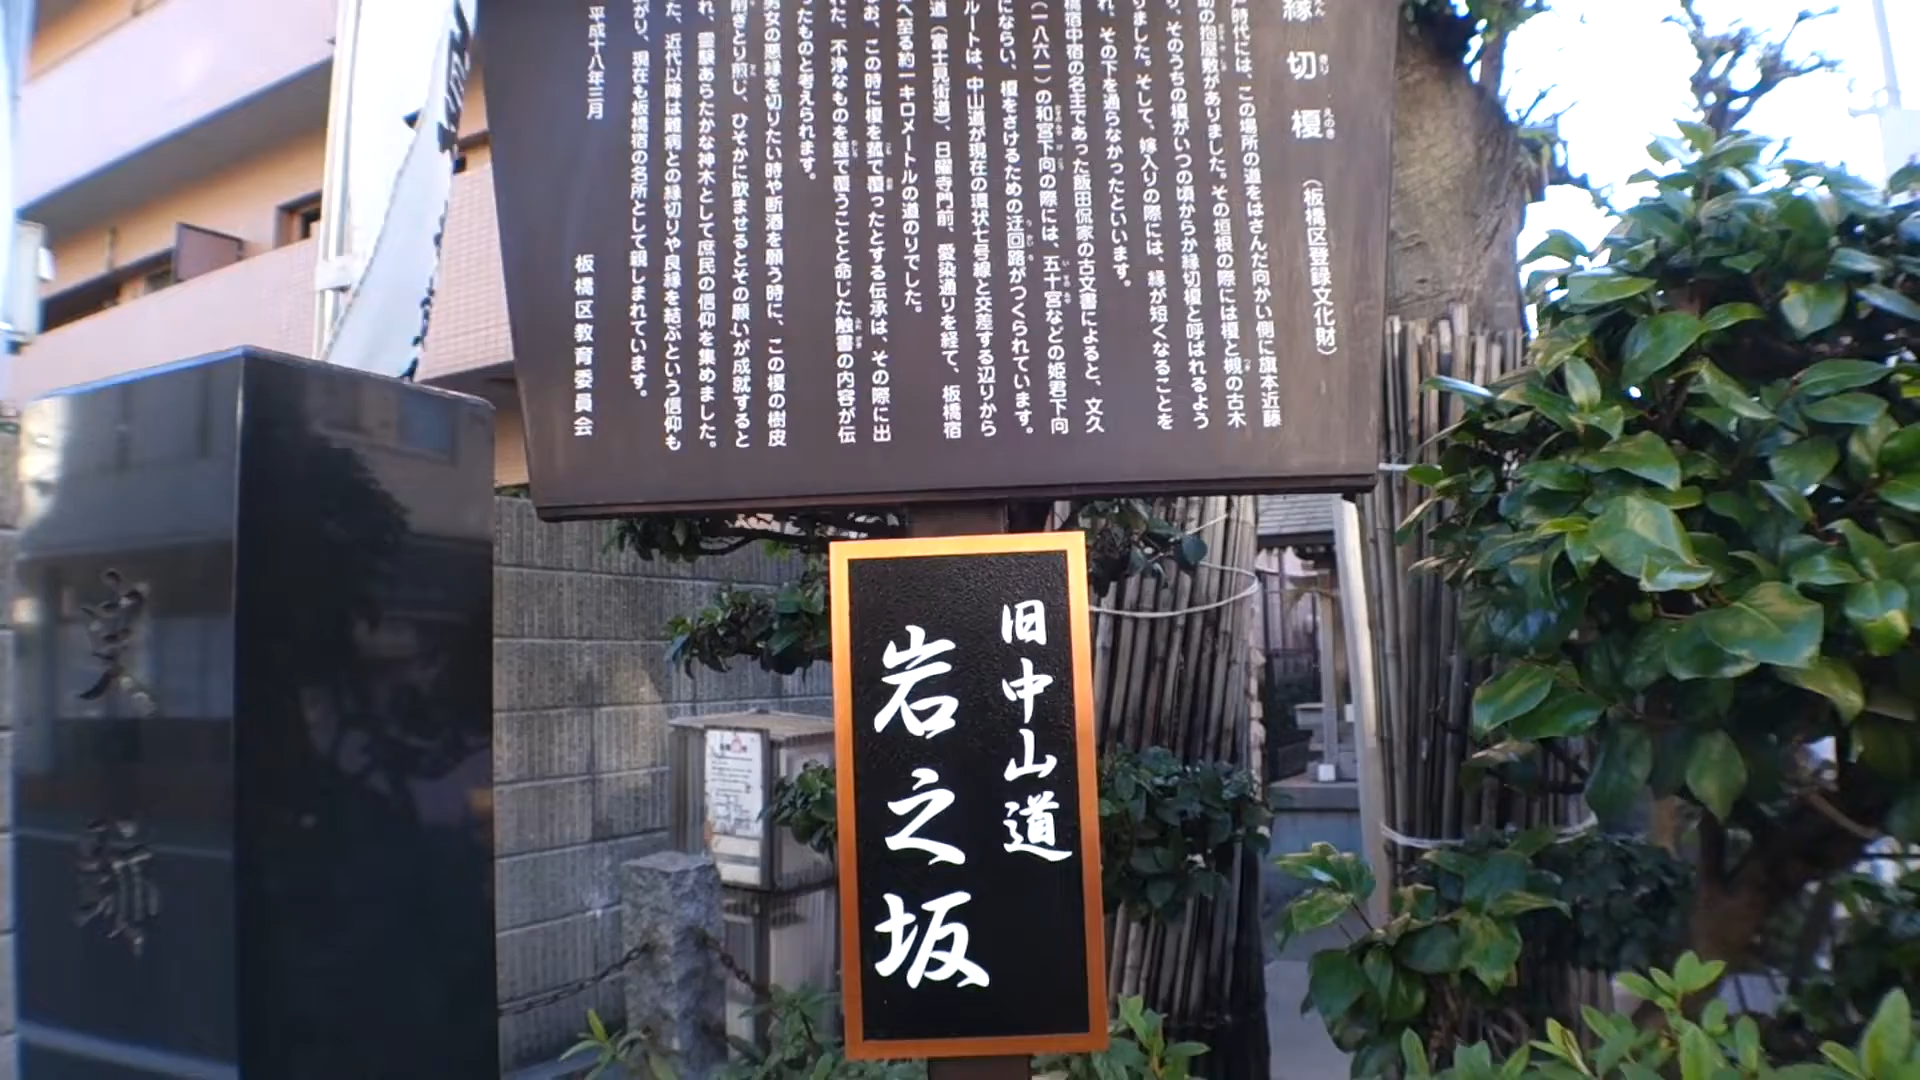 縁切榎
(板橋区登録文化財)
戸時代には、この場所の道をはさんだ向かい側に旗本近藤
助の抱屋敷がありました。その垣根の際には榎と槻の古木
り、そのうちの榎がいつの頃からか縁切榎と呼ばれるよう
りました。そして、嫁入りの際には、縁が短くなることを
れ、その下を通らなかったといいます。
橋宿中宿の名主であった飯田侃家の古文書によると、文久
(一八六一)の和宮下向の際には、五十宮などの姫君下向
にならい、榎をさけるための迂回路がつくられています。
ルートは、中山道が現在の環状七号線と交差する辺りから
道(富士見街道)、日曜寺門前、愛染通りを経て、板橋宿
へ至る約一キロメートルの道のりでした。
お、この時に榎を菰で覆ったとする伝承は、その際に出
れた、不浄なものを菰で覆うことと命じた触書の内容が伝
ったものと考えられます。
男女の悪縁を切りたい時や断酒を願う時に、この榎の樹皮
削ぎとり煎じ、ひそかに飲ませるとその願いが成就すると
れ、霊験あらたかな神木として庶民の信仰を集めました。
た、近代以降は難病との縁切りや良縁を結ぶという信仰も
がり、現在も板橋宿の名所として親しまれています。
平成十八年三月
板橋区教育委員会
旧中山道
岩之坂